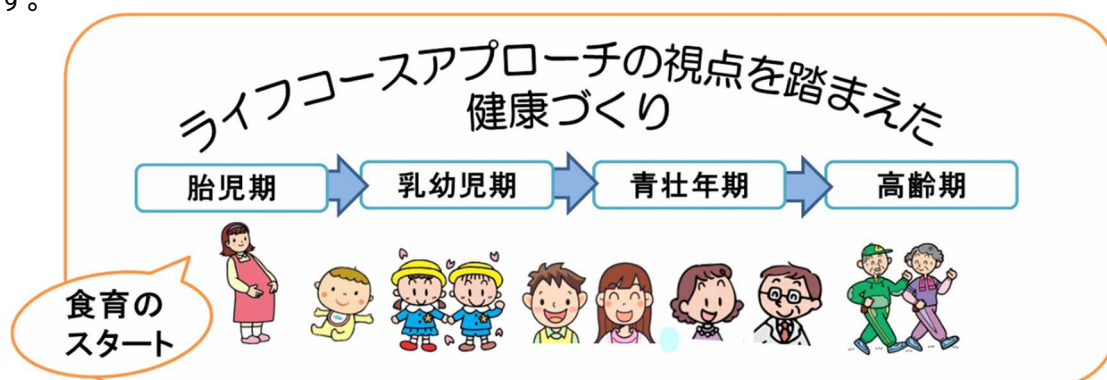 す。
ライフコースアプローチの視点を踏まえた
健康づくり
胎児期
乳幼児期
青壮年期
高齢期
食育の
スタート